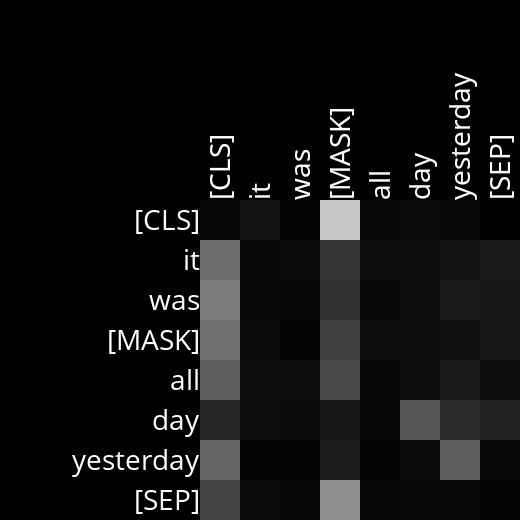 [CLS]
it
was
[MASK]
all
day
yesterday
[SEP]
[CLS]
it
was
[MASK]
all
day
yesterday
[SEP]